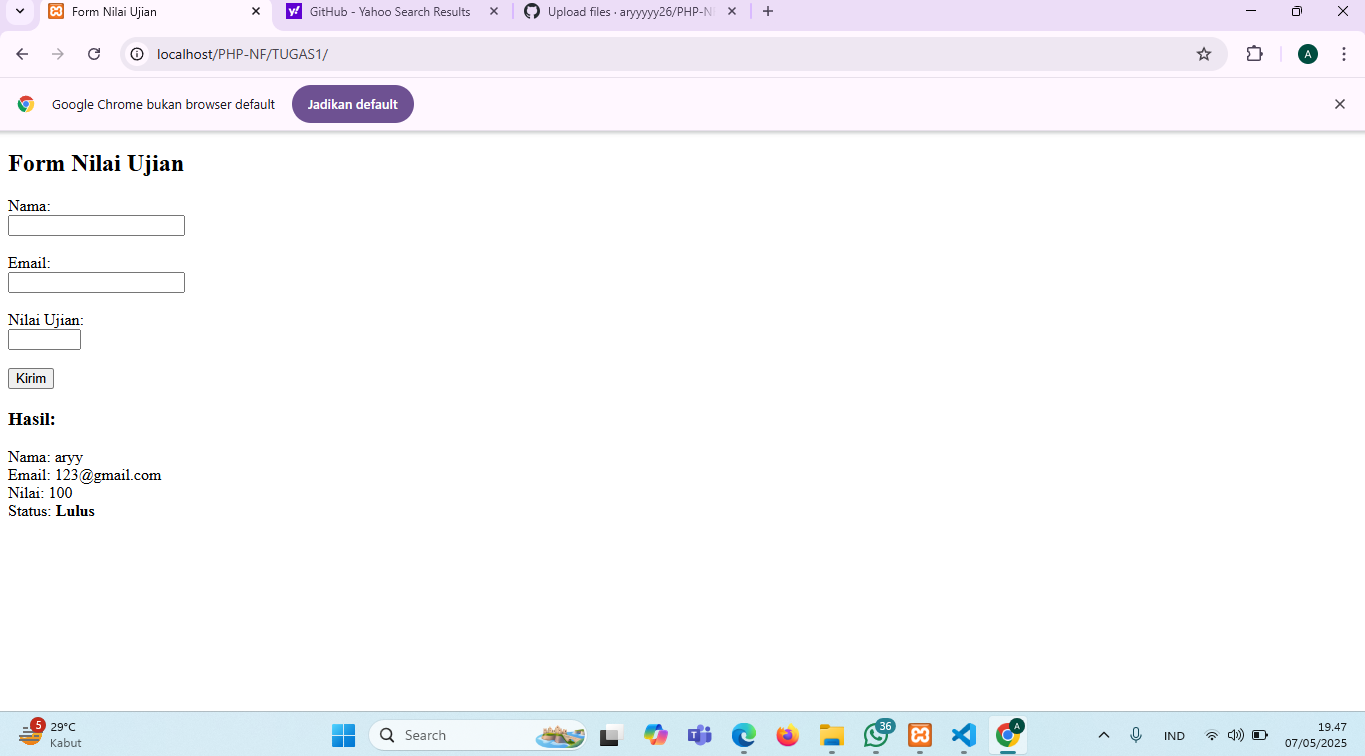 Form Nilai Ujian
GitHub - Yahoo Search Results
Upload files · aryyyyy26/PHP-N
localhost/PHP-NF/TUGAS1/
A
Google Chrome bukan browser default
Jadikan default
Form Nilai Ujian
Nama:
Email:
Nilai Ujian:
Kirim
Hasil:
Nama: aryy
Email: 123@gmail.com
Nilai: 100
Status: Lulus
5
29°C
Kabut
Search
36
A
IND
19.47
07/05/2025